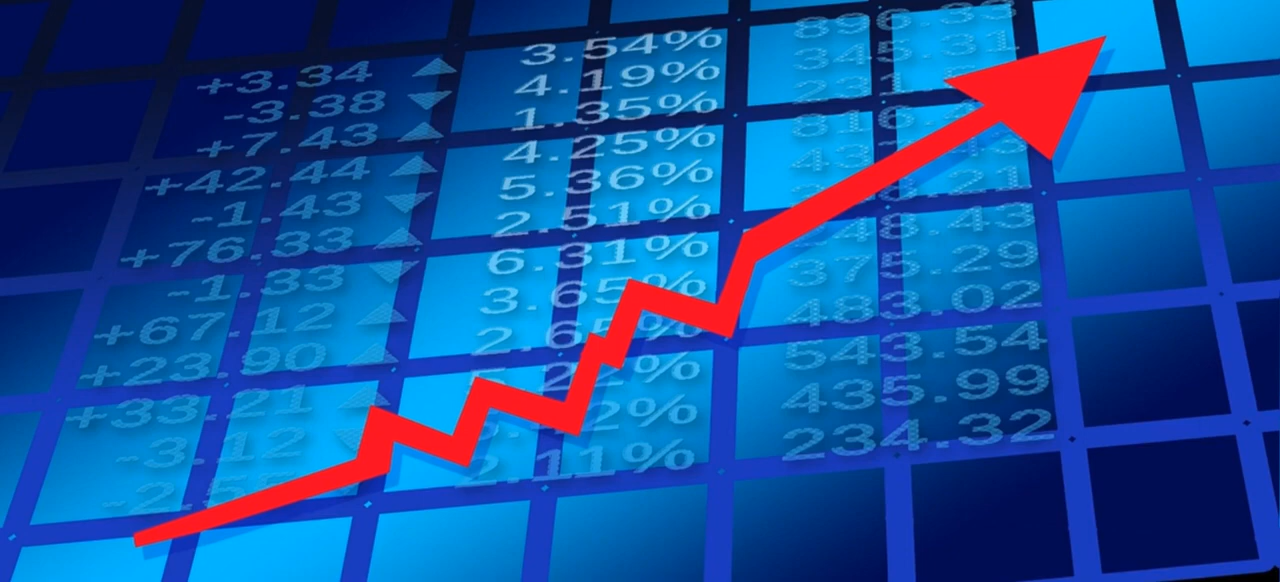 +3.34 ▲ 3.54% 896.33
-3.38 ▼ 4.19% 345.31
+7.43 ▲ 1.35%
+42.44 ▲ 4.25%
-1.43 ▼ 5.36%
+76.33 ▲ 2.51%
-1.33 ▼ 6.31%
+67.12 ▲ 3.65% 375.29
+23.90 ▲ 483.02
+33.21 ▲ 543.54
-3.12 ▼ 435.99
2.11% 234.32